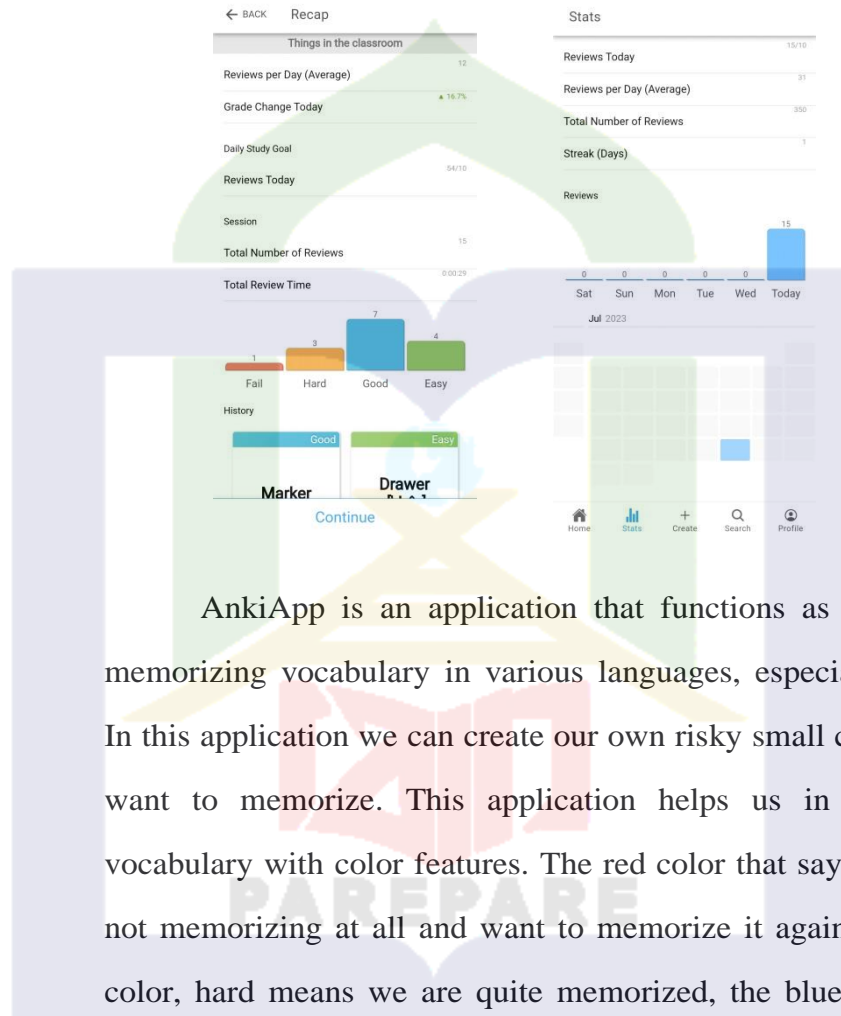 ← BACK Recap
Things in the classroom
12
Reviews per Day (Average)
▲ 16.7%
Grade Change Today
Daily Study Goal
54/10
Reviews Today
Session
15
Total Number of Reviews
0:00:29
Total Review Time
1 3 7 4
Fail Hard Good Easy
History
Good Easy
Marker Drawer
Continue
Stats
15/10
Reviews Today
31
Reviews per Day (Average)
350
Total Number of Reviews
1
Streak (Days)
Reviews
15
0 0 0 0 0
Sat Sun Mon Tue Wed Today
Jul 2023
Home Stats Create Search Profile
AnkiApp is an application that functions as
memorizing vocabulary in various languages, especia
In this application we can create our own risky small c
want to memorize. This application helps us in
vocabulary with color features. The red color that say
not memorizing at all and want to memorize it again
color, hard means we are quite memorized, the blue
PAREPARE